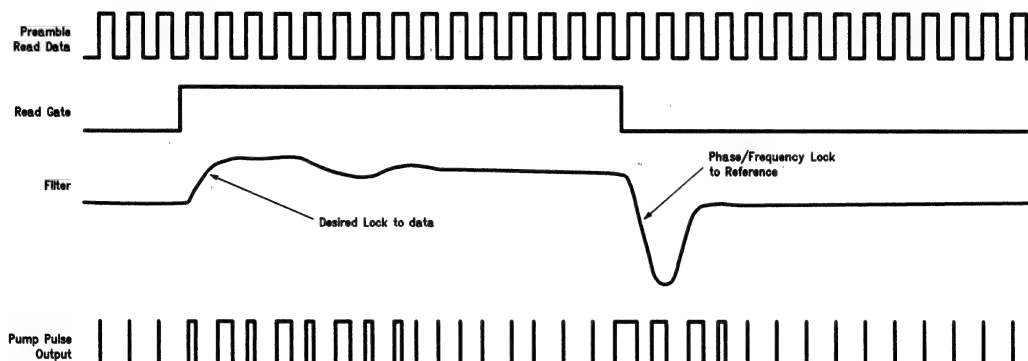 Preamble
Read Data
Read Gate
Phase/Frequency Lock
to Reference
Filter
Desired Lock to data
Pump Pulse
Output